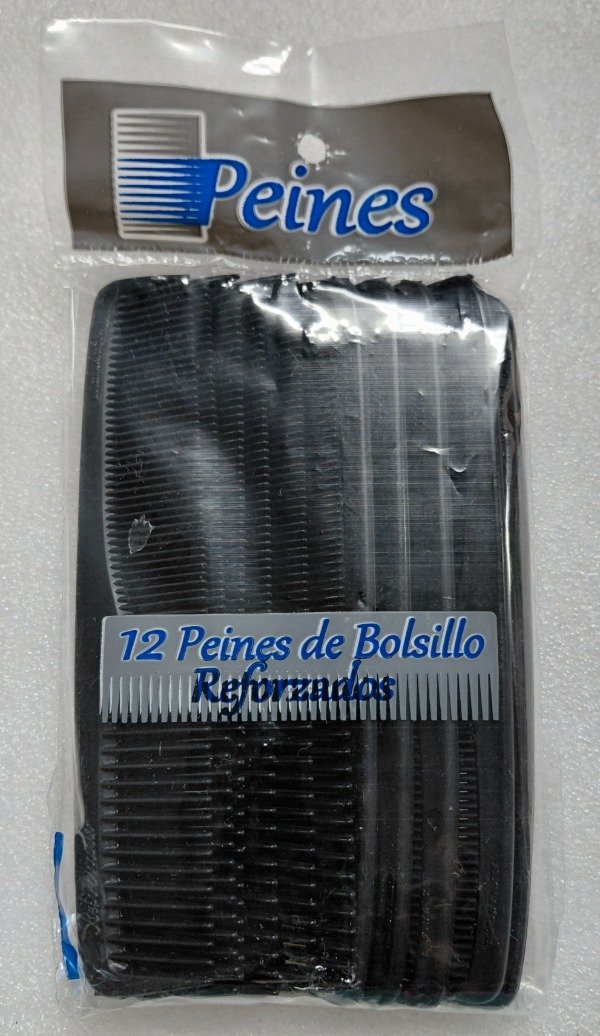 Peines
12 Peines de Bolsillo
Reforzados